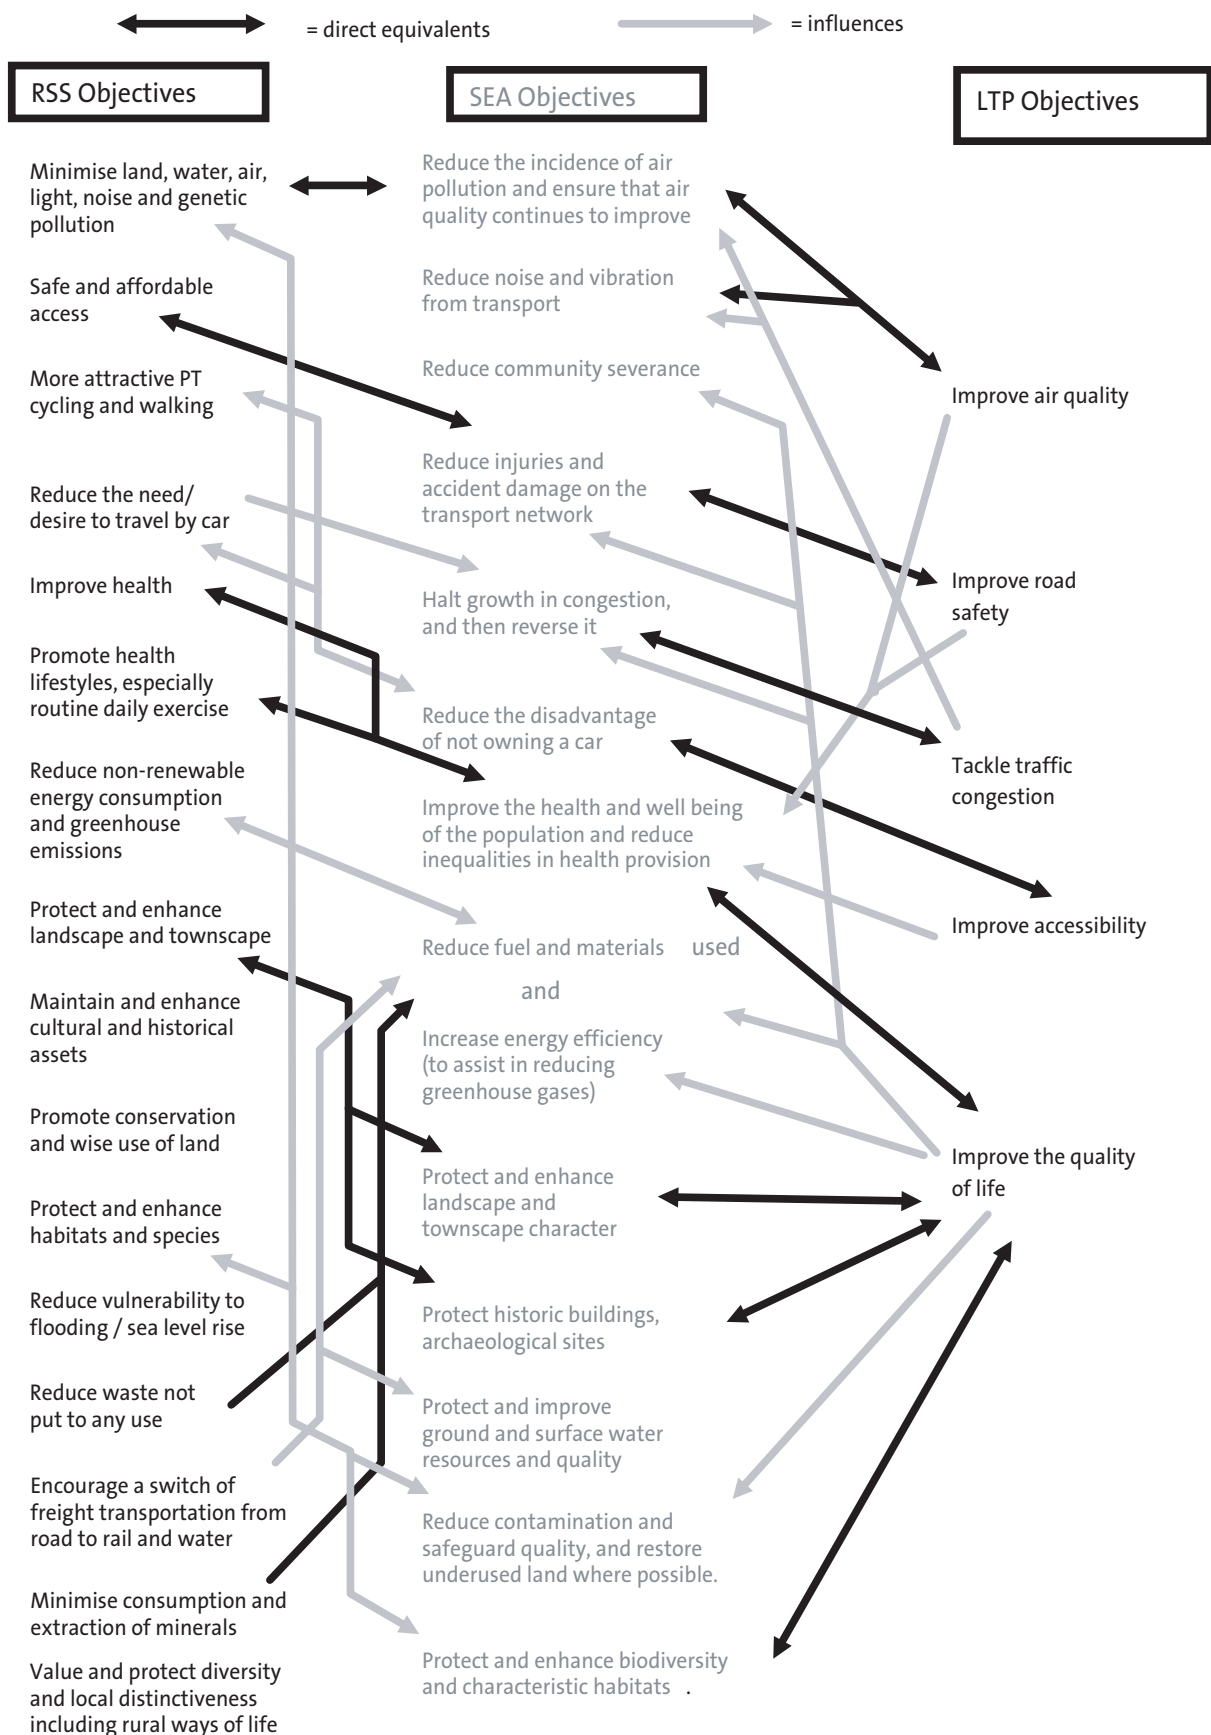 = direct equivalents
= influences
RSS Objectives
SEA Objectives
LTP Objectives
Minimise land, water, air,
light, noise and genetic
pollution
Safe and affordable
access
More attractive PT
cycling and walking
Reduce the need/
desire to travel by car
Improve health
Promote health
lifestyles, especially
routine daily exercise
Reduce non-renewable
energy consumption
and greenhouse
emissions
Protect and enhance
landscape and townscape
Maintain and enhance
cultural and historical
assets
Promote conservation
and wise use of land
Protect and enhance
habitats and species
Reduce vulnerability to
flooding / sea level rise
Reduce waste not
put to any use
Encourage a switch of
freight transportation from
road to rail and water
Minimise consumption and
extraction of minerals
Value and protect diversity
and local distinctiveness
including rural ways of life
Reduce the incidence of air
pollution and ensure that air
quality continues to improve
Reduce noise and vibration
from transport
Reduce community severance
Reduce injuries and
accident damage on the
transport network
Halt growth in congestion,
and then reverse it
Reduce the disadvantage
of not owning a car
Improve the health and well being
of the population and reduce
inequalities in health provision
Reduce fuel and materials used
and
Increase energy efficiency
(to assist in reducing
greenhouse gases)
Protect and enhance
landscape and
townscape character
Protect historic buildings,
archaeological sites
Protect and improve
ground and surface water
resources and quality
Reduce contamination and
safeguard quality, and restore
underused land where possible.
Protect and enhance biodiversity
and characteristic habitats .
Improve air quality
Improve road
safety
Tackle traffic
congestion
Improve accessibility
Improve the quality
of life